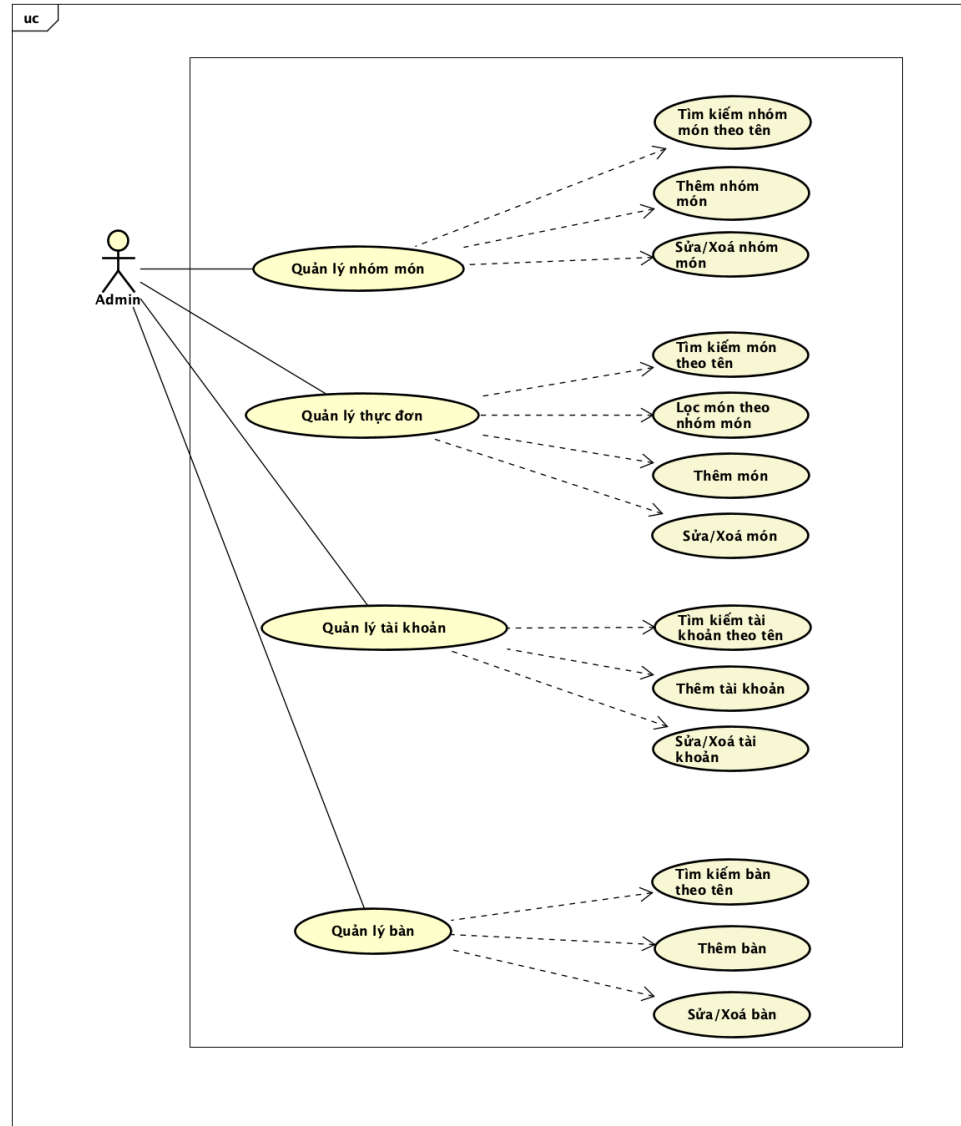 uc
Tìm kiếm nhóm
món theo tên
Thêm nhóm
món
Sửa/Xoá nhóm
món
Quản lý nhóm món
Admin
Tìm kiếm món
theo tên
Lọc món theo
nhóm món
Quản lý thực đơn
Thêm món
Sửa/Xoá món
Tìm kiếm tài
khoản theo tên
Quản lý tài khoản
Thêm tài khoản
Sửa/Xoá tài
khoản
Tìm kiếm bàn
theo tên
Quản lý bàn
Thêm bàn
Sửa/Xoá bàn